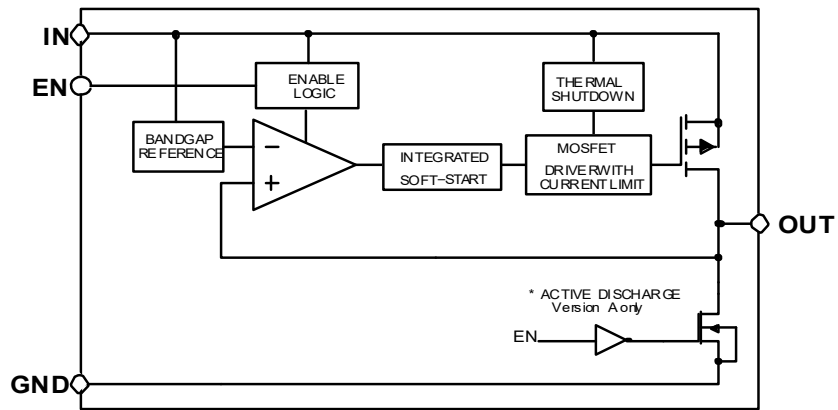 IN
EN
ENABLE
LOGIC
THERMAL
SHUTDOWN
BANDGAP
REFERENCE
−
+
INTEGRATED
SOFT−START
MOSFET
DRIVER WITH
CURRENT LIMIT
OUT
* ACTIVE DISCHARGE
Version A only
EN
GND